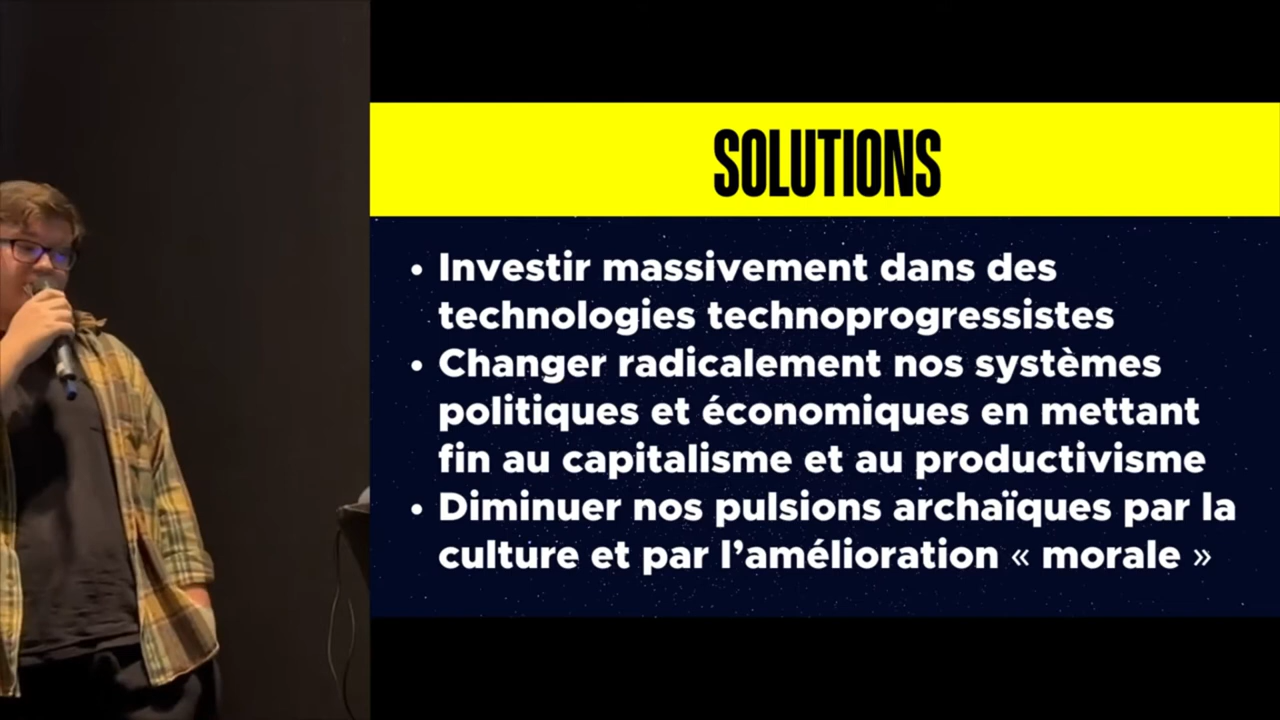 SOLUTIONS
• Investir massivement dans des
technologies technoprogressistes
• Changer radicalement nos systèmes
politiques et économiques en mettant
fin au capitalisme et au productivisme
• Diminuer nos pulsions archaïques par la
culture et par l’amélioration « morale »